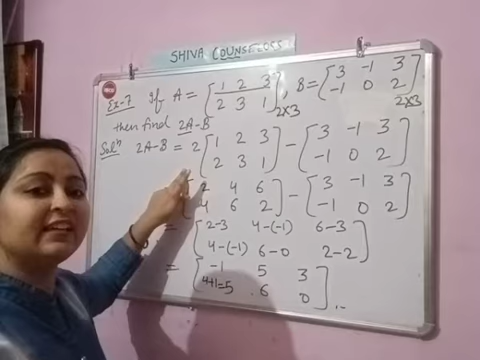 SHIVA COUNSELOSS
Ex-7 If A = [1 2 3 / 2 3 1] 2×3, B = [3 -1 3 / -1 0 2] 2×3
then find 2A-B
Solⁿ 2A-B = 2 [1 2 3 / 2 3 1] - [3 -1 3 / -1 0 2]
[2 4 6 / 4 6 2] - [3 -1 3 / -1 0 2]
= [2-3 4-(-1) 6-3 / 4-(-1) 6-0 2-2]
= [-1 5 3 / 4+1=5 6 0]